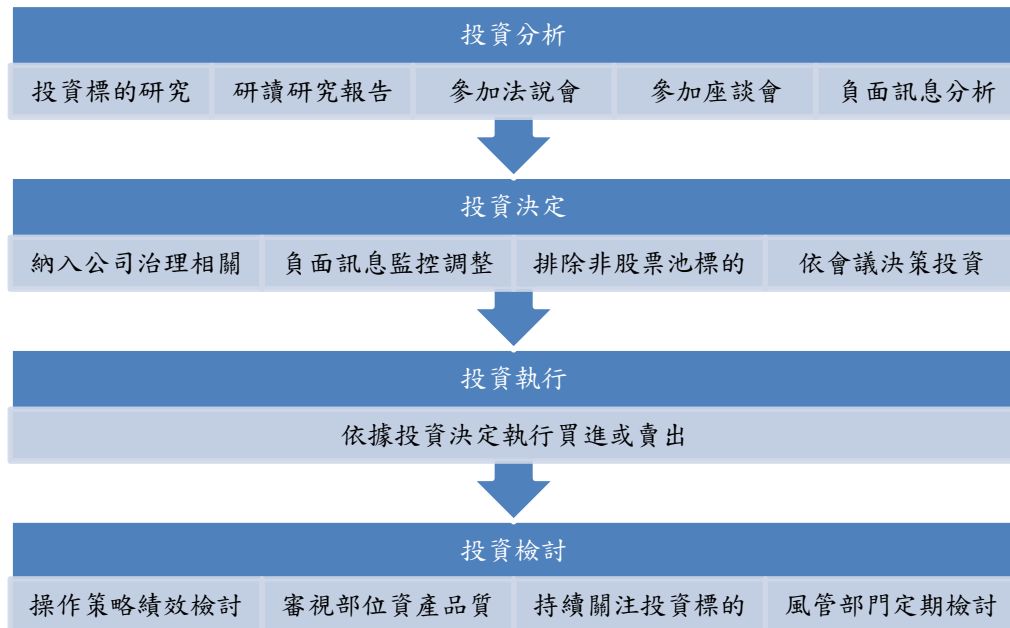 投資分析
投資標的研究 研讀研究報告 參加法說會 參加座談會 負面訊息分析
投資決定
納入公司治理相關 負面訊息監控調整 排除非股票池標的 依會議決策投資
投資執行
依據投資決定執行買進或賣出
投資檢討
操作策略績效檢討 審視部位資產品質 持續關注投資標的 風管部門定期檢討